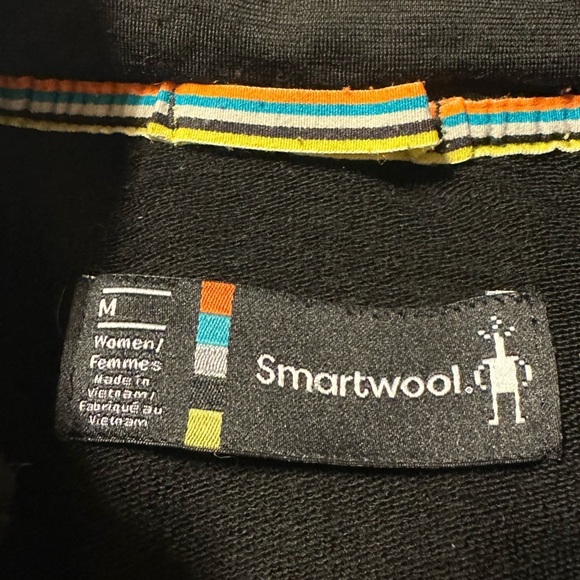 M
Women/
Femmes
Made in
Vietnam/
Fabriqué au
Vietnam
Smartwool®